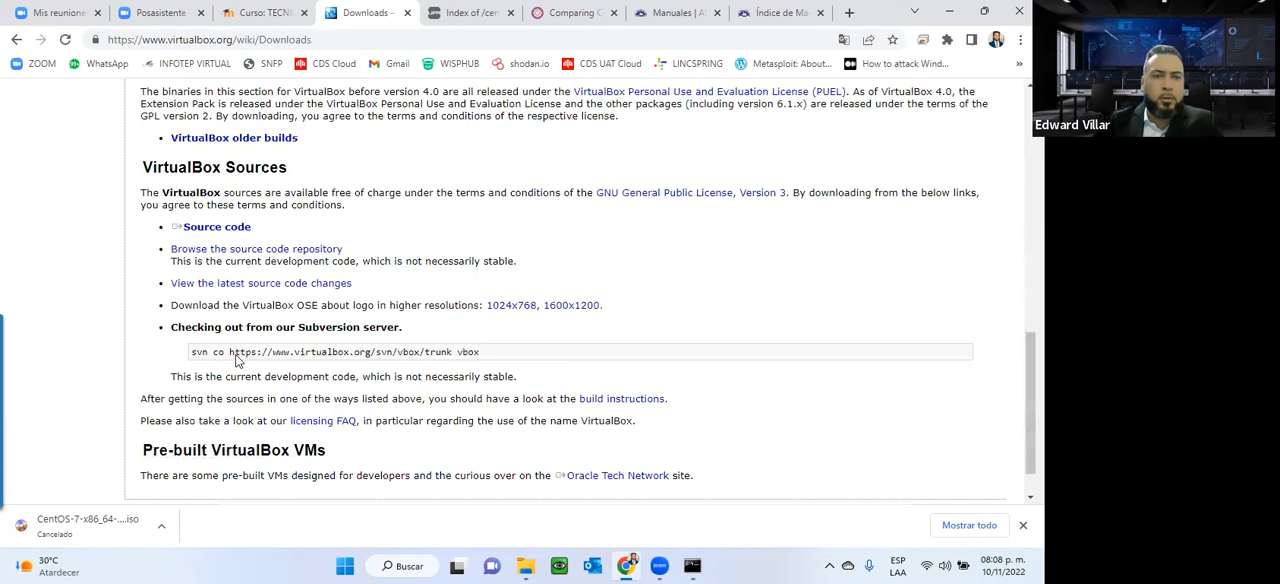 Mis reunione
Posasistente
Curso: TECNI
Downloads –
Index of /cen
Comparing C
Manuales | A
Índice de Ma
https://www.virtualbox.org/wiki/Downloads
ZOOM
WhatsApp
INFOTEP VIRTUAL
SNFP
CDS Cloud
Gmail
WISPHUB
shodan.io
CDS UAT Cloud
LINCSPRING
Metasploit: About...
How to attack Wind...
»
Edward Villar
The binaries in this section for VirtualBox before version 4.0 are all released under the VirtualBox Personal Use and Evaluation License (PUEL). As of VirtualBox 4.0, the
Extension Pack is released under the VirtualBox Personal Use and Evaluation License and the other packages (including version 6.1.x) are released under the terms of the
GPL version 2. By downloading, you agree to the terms and conditions of the respective license.
• VirtualBox older builds
VirtualBox Sources
The VirtualBox sources are available free of charge under the terms and conditions of the GNU General Public License, Version 3. By downloading from the below links,
you agree to these terms and conditions.
• Source code
• Browse the source code repository
This is the current development code, which is not necessarily stable.
• View the latest source code changes
• Download the VirtualBox OSE about logo in higher resolutions: 1024x768, 1600x1200.
• Checking out from our Subversion server.
svn co https://www.virtualbox.org/svn/vbox/trunk vbox
This is the current development code, which is not necessarily stable.
After getting the sources in one of the ways listed above, you should have a look at the build instructions.
Please also take a look at our licensing FAQ, in particular regarding the use of the name VirtualBox.
Pre-built VirtualBox VMs
There are some pre-built VMs designed for developers and the curious over on the Oracle Tech Network site.
CentOS-7-x86_64-....iso
Cancelado
Mostrar todo
30°C
Atardecer
Buscar
zoom
ESP
LAA
08:08 p. m.
10/11/2022